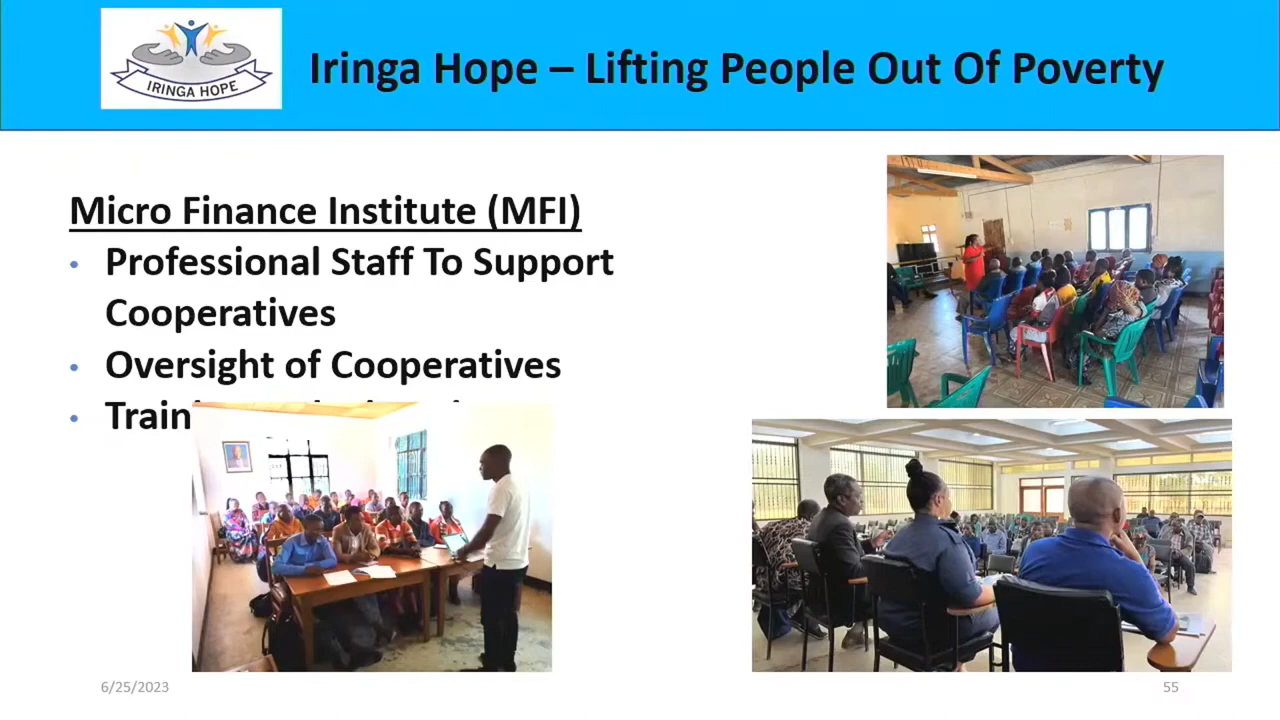 IRINGA HOPE
Iringa Hope – Lifting People Out Of Poverty
Micro Finance Institute (MFI)
• Professional Staff To Support
Cooperatives
• Oversight of Cooperatives
• Train
6/25/2023
55